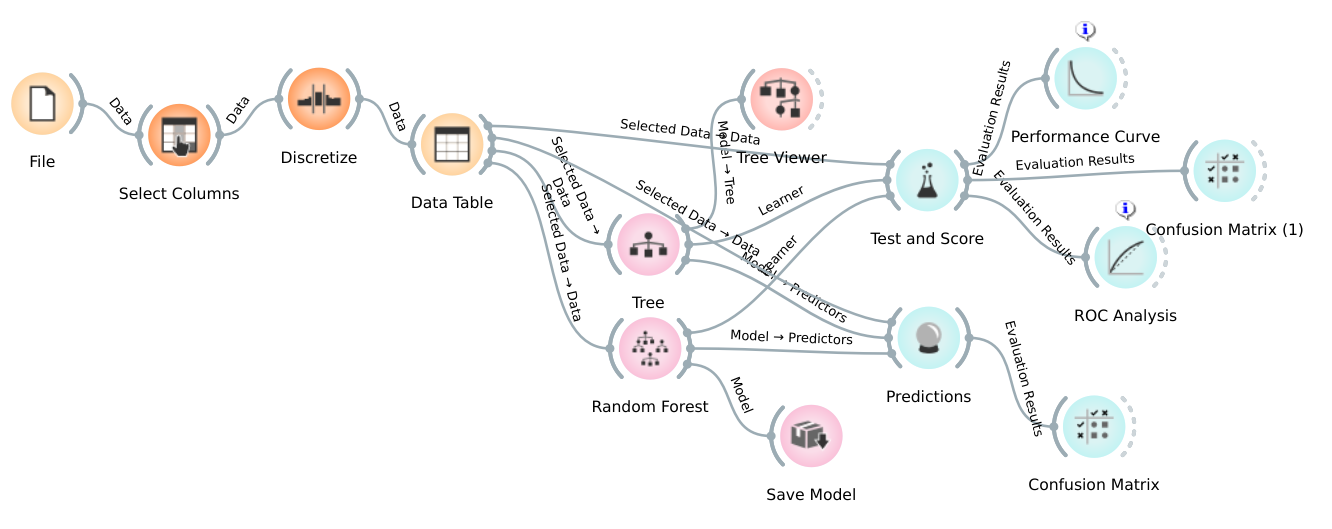 File
Data
Select Columns
Data
Discretize
Data
Data Table
Selected Data → Data
Selected Data →
Data
Selected Data → Data
Selected Data → Data
Model → Tree
Tree Viewer
Tree
Learner
Learner
Model → Predictors
Random Forest
Model → Predictors
Model
Save Model
Test and Score
Predictions
Evaluation Results
Performance Curve
Evaluation Results
Confusion Matrix (1)
Evaluation Results
ROC Analysis
Evaluation Results
Confusion Matrix